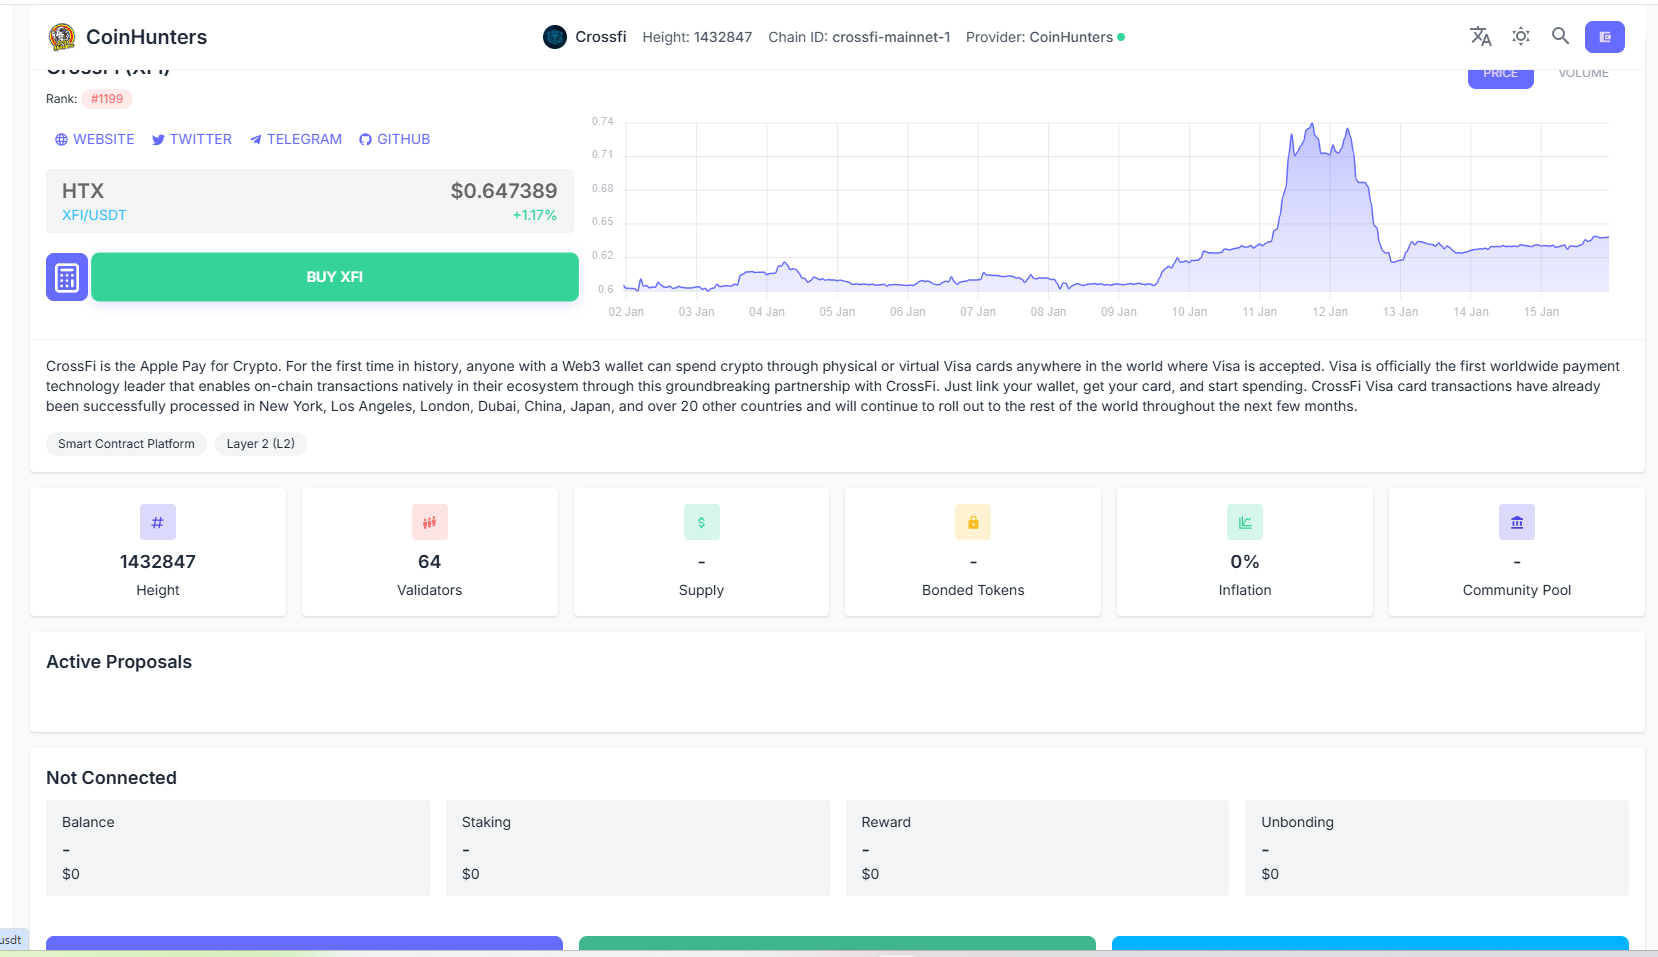 CoinHunters
Crossfi Height: 1432847 Chain ID: crossfi-mainnet-1 Provider: CoinHunters
CrossFi (XFI)
PRICE VOLUME
Rank: #1199
WEBSITE TWITTER TELEGRAM GITHUB
HTX $0.647389
XFI/USDT +1.17%
BUY XFI
0.74
0.71
0.68
0.65
0.62
0.6
02 Jan 03 Jan 04 Jan 05 Jan 06 Jan 07 Jan 08 Jan 09 Jan 10 Jan 11 Jan 12 Jan 13 Jan 14 Jan 15 Jan
CrossFi is the Apple Pay for Crypto. For the first time in history, anyone with a Web3 wallet can spend crypto through physical or virtual Visa cards anywhere in the world where Visa is accepted. Visa is officially the first worldwide payment
technology leader that enables on-chain transactions natively in their ecosystem through this groundbreaking partnership with CrossFi. Just link your wallet, get your card, and start spending. CrossFi Visa card transactions have already
been successfully processed in New York, Los Angeles, London, Dubai, China, Japan, and over 20 other countries and will continue to roll out to the rest of the world throughout the next few months.
Smart Contract Platform Layer 2 (L2)
1432847 64 - - 0% -
Height Validators Supply Bonded Tokens Inflation Community Pool
Active Proposals
Not Connected
Balance Staking Reward Unbonding
- - - -
$0 $0 $0 $0
usdt